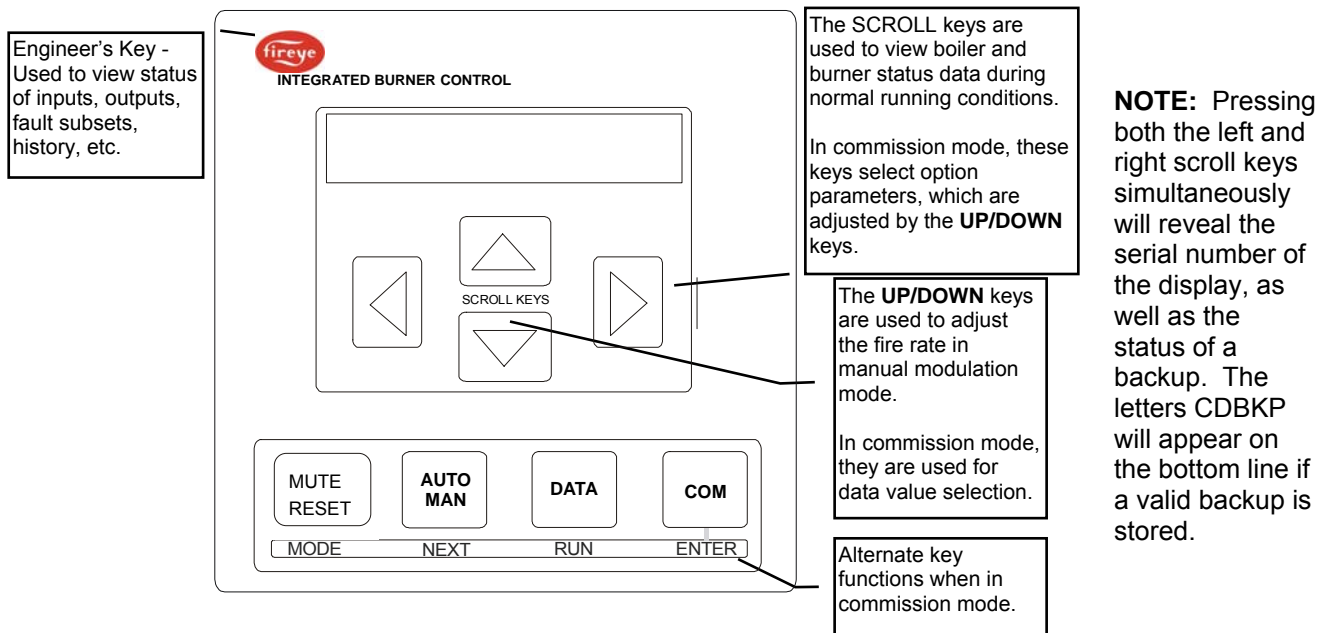 Engineer's Key -
Used to view status
of inputs, outputs,
fault subsets,
history, etc.
fireye
INTEGRATED BURNER CONTROL
SCROLL KEYS
MUTE
RESET
AUTO
MAN
DATA
COM
MODE
NEXT
RUN
ENTER
The SCROLL keys are
used to view boiler and
burner status data during
normal running conditions.
In commission mode, these
keys select option
parameters, which are
adjusted by the UP/DOWN
keys.
The UP/DOWN keys
are used to adjust
the fire rate in
manual modulation
mode.
In commission mode,
they are used for
data value selection.
Alternate key
functions when in
commission mode.
NOTE: Pressing
both the left and
right scroll keys
simultaneously
will reveal the
serial number of
the display, as
well as the
status of a
backup. The
letters CDBKP
will appear on
the bottom line if
a valid backup is
stored.